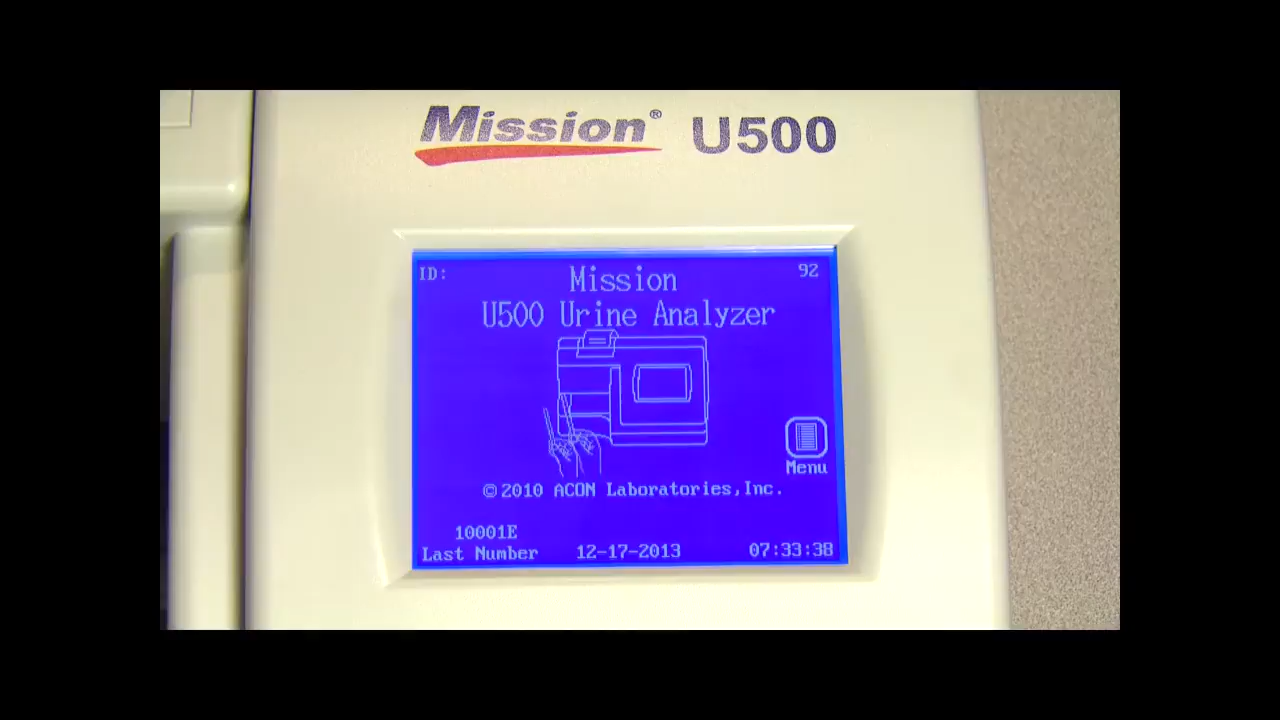 Mission® U500
ID:
Mission
92
U500 Urine Analyzer
Menu
©2010 ACON Laboratories,Inc.
10001E
Last Number 12-17-2013 07:33:38